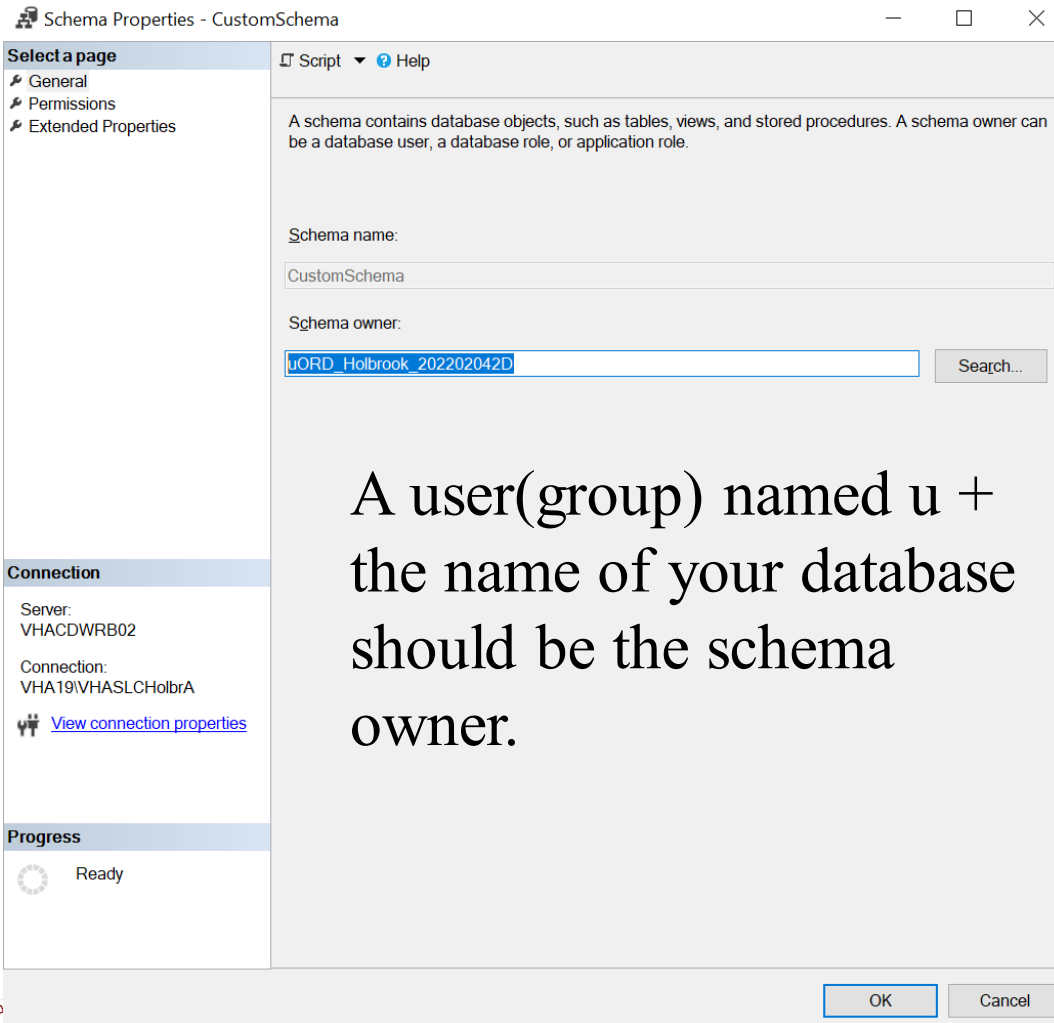 Schema Properties - CustomSchema
Select a page
General
Permissions
Extended Properties
Script
Help
A schema contains database objects, such as tables, views, and stored procedures. A schema owner can
be a database user, a database role, or application role.
Schema name:
CustomSchema
Schema owner:
uORD_Holbrook_202202042D
Search...
A user(group) named u +
the name of your database
should be the schema
owner.
Connection
Server:
VHACDWRB02
Connection:
VHA19\VHASLCHolbrA
View connection properties
Progress
Ready
OK
Cancel